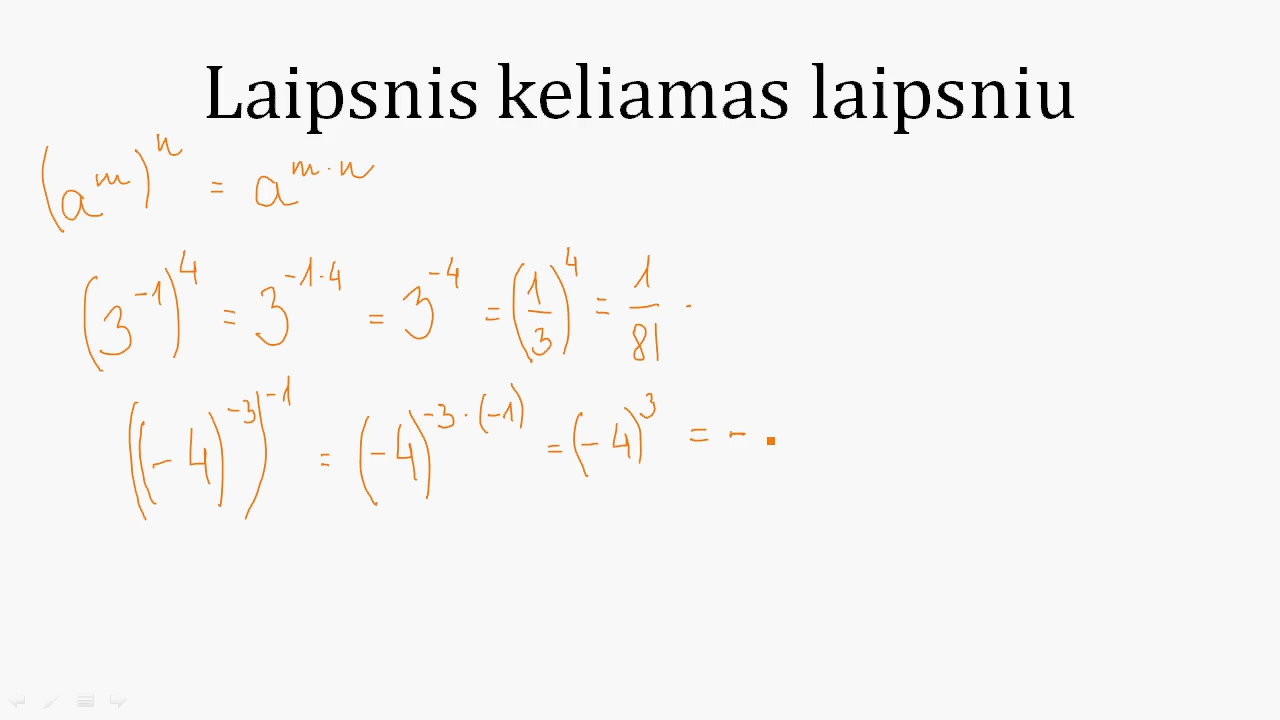 Laipsnis keliamas laipsniu
(a^m)^n = a^{m·n}
(3^{-1})^4 = 3^{-1·4} = 3^{-4} = (1/3)^4 = 1/81 .
((-4)^{-3})^{-1} = (-4)^{-3·(-1)} = (-4)^3 = -